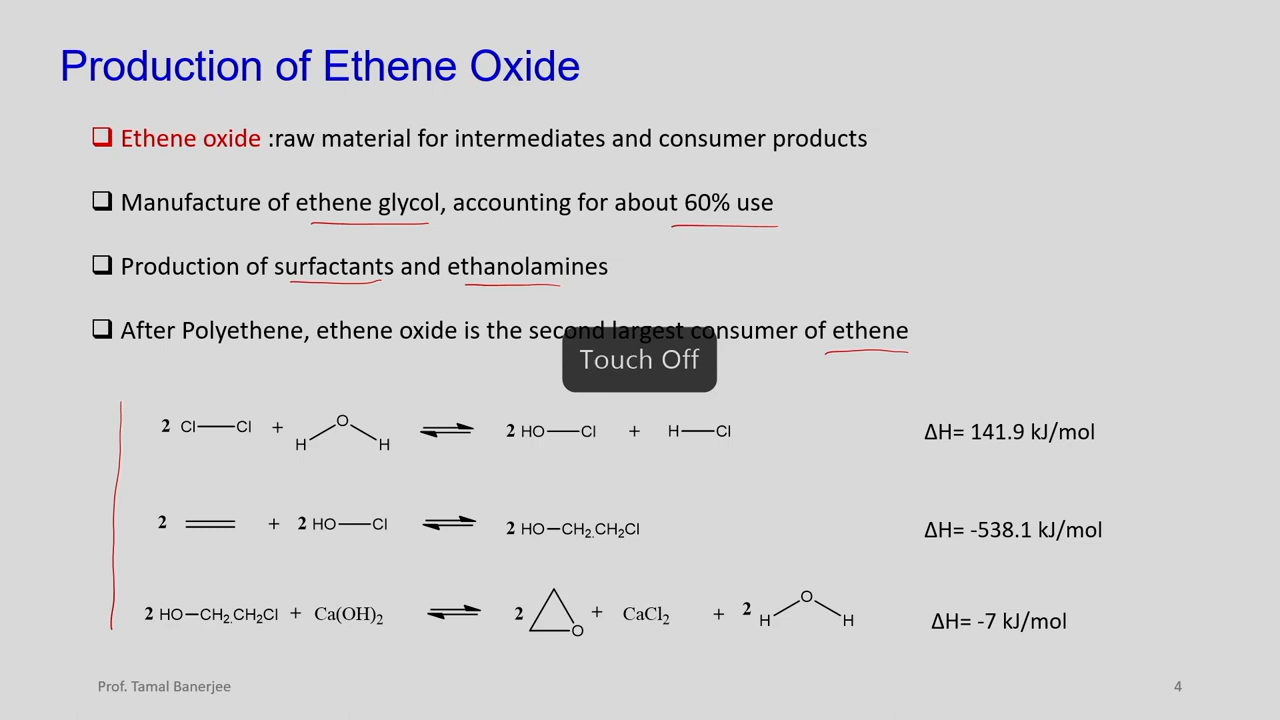 Production of Ethene Oxide
❑ Ethene oxide :raw material for intermediates and consumer products
❑ Manufacture of ethene glycol, accounting for about 60% use
❑ Production of surfactants and ethanolamines
❑ After Polyethene, ethene oxide is the second largest consumer of ethene
Touch Off
2 Cl—Cl + H O H ⇌ 2 HO—Cl + H—Cl ΔH= 141.9 kJ/mol
2 + 2 HO—Cl ⇌ 2 HO—CH2.CH2Cl ΔH= -538.1 kJ/mol
2 HO—CH2.CH2Cl + Ca(OH)2 ⇌ 2 O + CaCl2 + 2 H O H ΔH= -7 kJ/mol
Prof. Tamal Banerjee 4